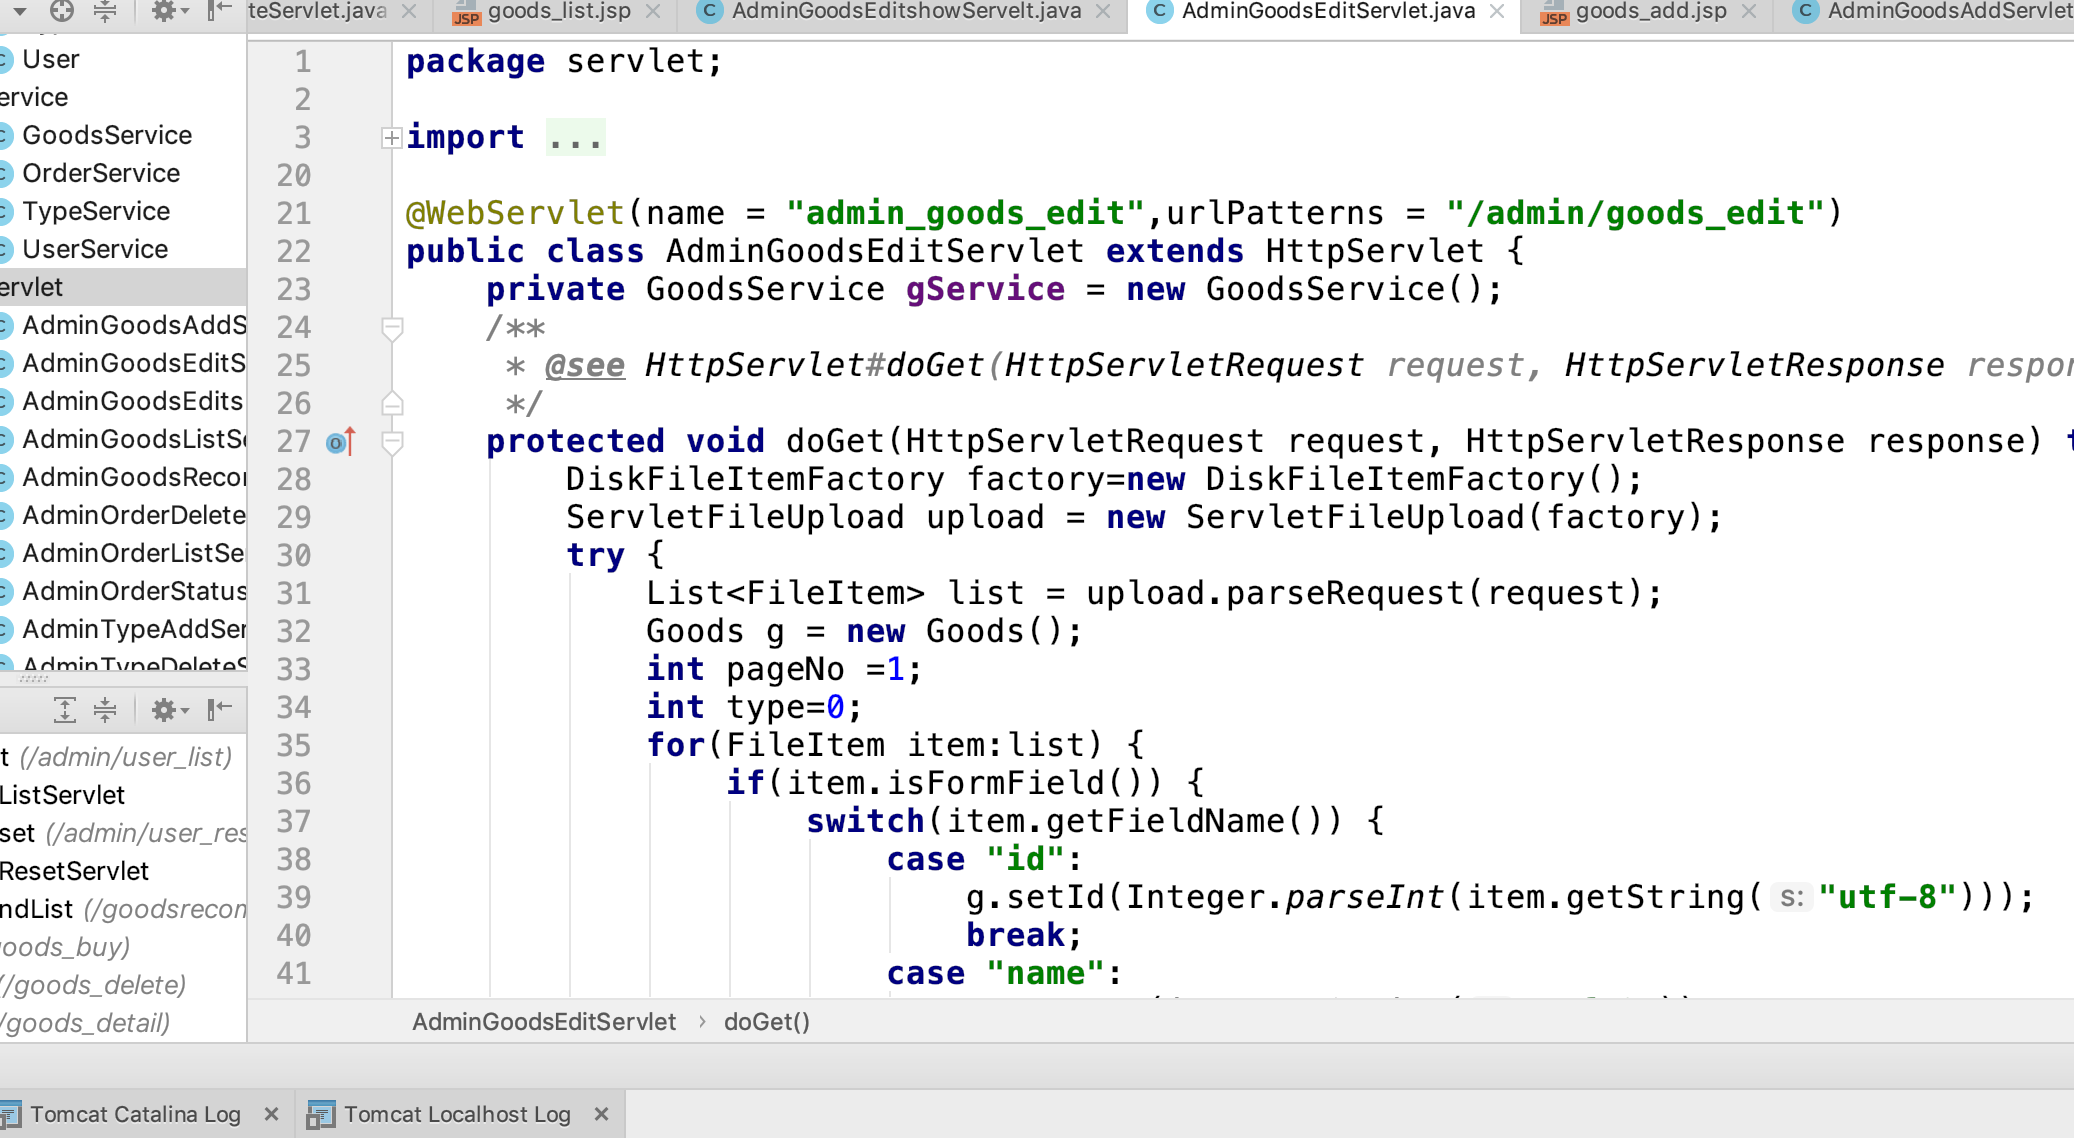 teServlet.java goods_list.jsp AdminGoodsEditshowServelt.java AdminGoodsEditServlet.java goods_add.jsp AdminGoodsAddServlet
User
ervice
GoodsService
OrderService
TypeService
UserService
ervlet
AdminGoodsAddS
AdminGoodsEditS
AdminGoodsEdits
AdminGoodsListSe
AdminGoodsRecor
AdminOrderDelete
AdminOrderListSe
AdminOrderStatus
AdminTypeAddSer
AdminTypeDeleteS
t (/admin/user_list)
ListServlet
set (/admin/user_res
ResetServlet
ndList (/goodsrecom
oods_buy)
(/goods_delete)
/goods_detail)
1 package servlet;
2
3 import ...
20
21 @WebServlet(name = "admin_goods_edit",urlPatterns = "/admin/goods_edit")
22 public class AdminGoodsEditServlet extends HttpServlet {
23 private GoodsService gService = new GoodsService();
24 /**
25 * @see HttpServlet#doGet(HttpServletRequest request, HttpServletResponse respon
26 */
27 protected void doGet(HttpServletRequest request, HttpServletResponse response) t
28 DiskFileItemFactory factory=new DiskFileItemFactory();
29 ServletFileUpload upload = new ServletFileUpload(factory);
30 try {
31 List<FileItem> list = upload.parseRequest(request);
32 Goods g = new Goods();
33 int pageNo =1;
34 int type=0;
35 for(FileItem item:list) {
36 if(item.isFormField()) {
37 switch(item.getFieldName()) {
38 case "id":
39 g.setId(Integer.parseInt(item.getString( s: "utf-8")));
40 break;
41 case "name":
AdminGoodsEditServlet › doGet()
Tomcat Catalina Log Tomcat Localhost Log